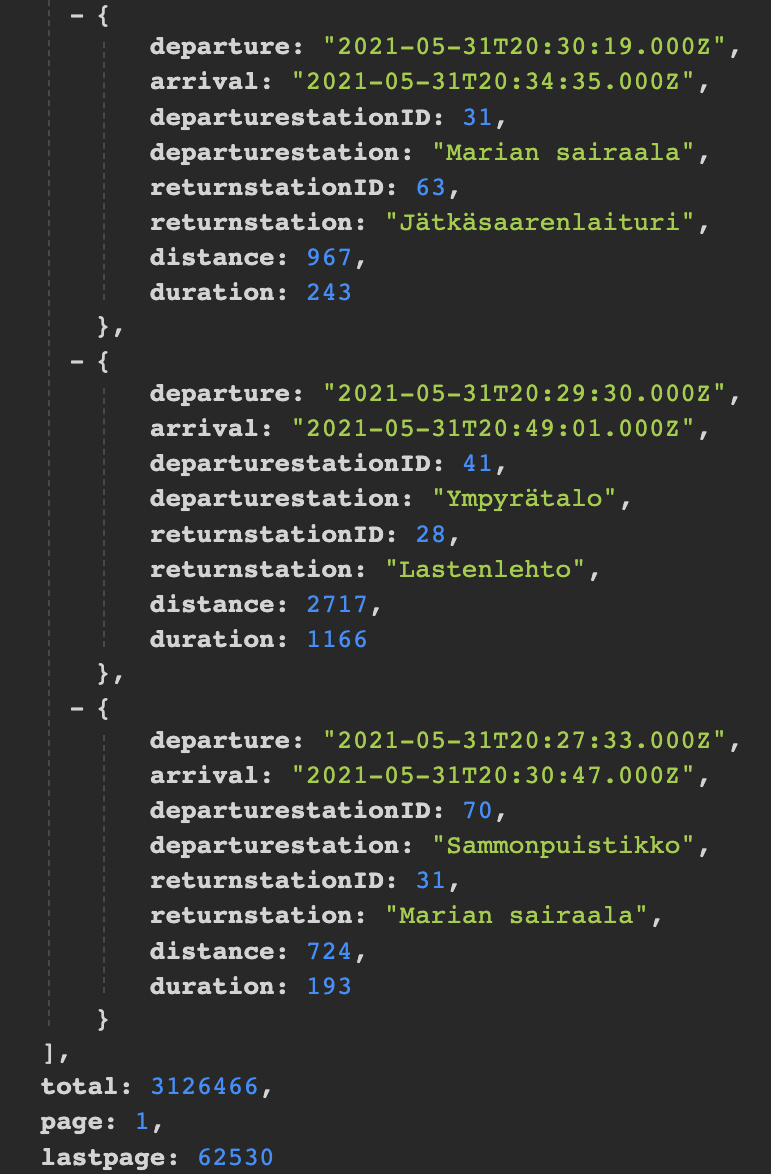 – {
departure: "2021-05-31T20:30:19.000Z",
arrival: "2021-05-31T20:34:35.000Z",
departurestationID: 31,
departurestation: "Marian sairaala",
returnstationID: 63,
returnstation: "Jätkäsaarenlaituri",
distance: 967,
duration: 243
},
– {
departure: "2021-05-31T20:29:30.000Z",
arrival: "2021-05-31T20:49:01.000Z",
departurestationID: 41,
departurestation: "Ympyrätalo",
returnstationID: 28,
returnstation: "Lastenlehto",
distance: 2717,
duration: 1166
},
– {
departure: "2021-05-31T20:27:33.000Z",
arrival: "2021-05-31T20:30:47.000Z",
departurestationID: 70,
departurestation: "Sammonpuistikko",
returnstationID: 31,
returnstation: "Marian sairaala",
distance: 724,
duration: 193
}
],
total: 3126466,
page: 1,
lastpage: 62530